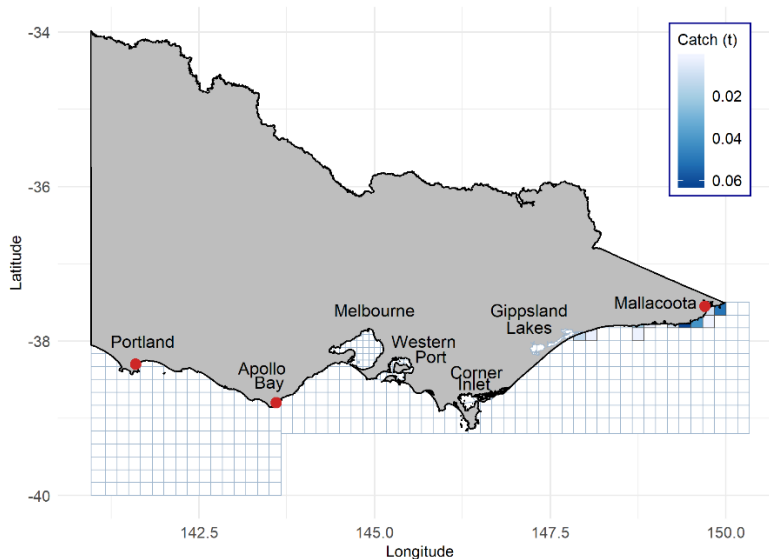 -34
Catch (t)
0.02
0.04
0.06
-36
Latitude
Mallacoota
Melbourne
Gippsland
Lakes
Portland
Western
Port
-38
Apollo
Bay
Corner
Inlet
-40
142.5
145.0
147.5
150.0
Longitude